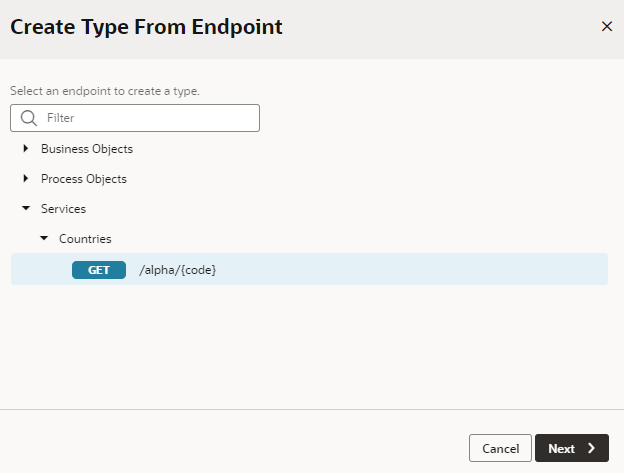 Create Type From Endpoint
Select an endpoint to create a type.
Filter
Business Objects
Process Objects
Services
Countries
GET /alpha/{code}
Cancel Next